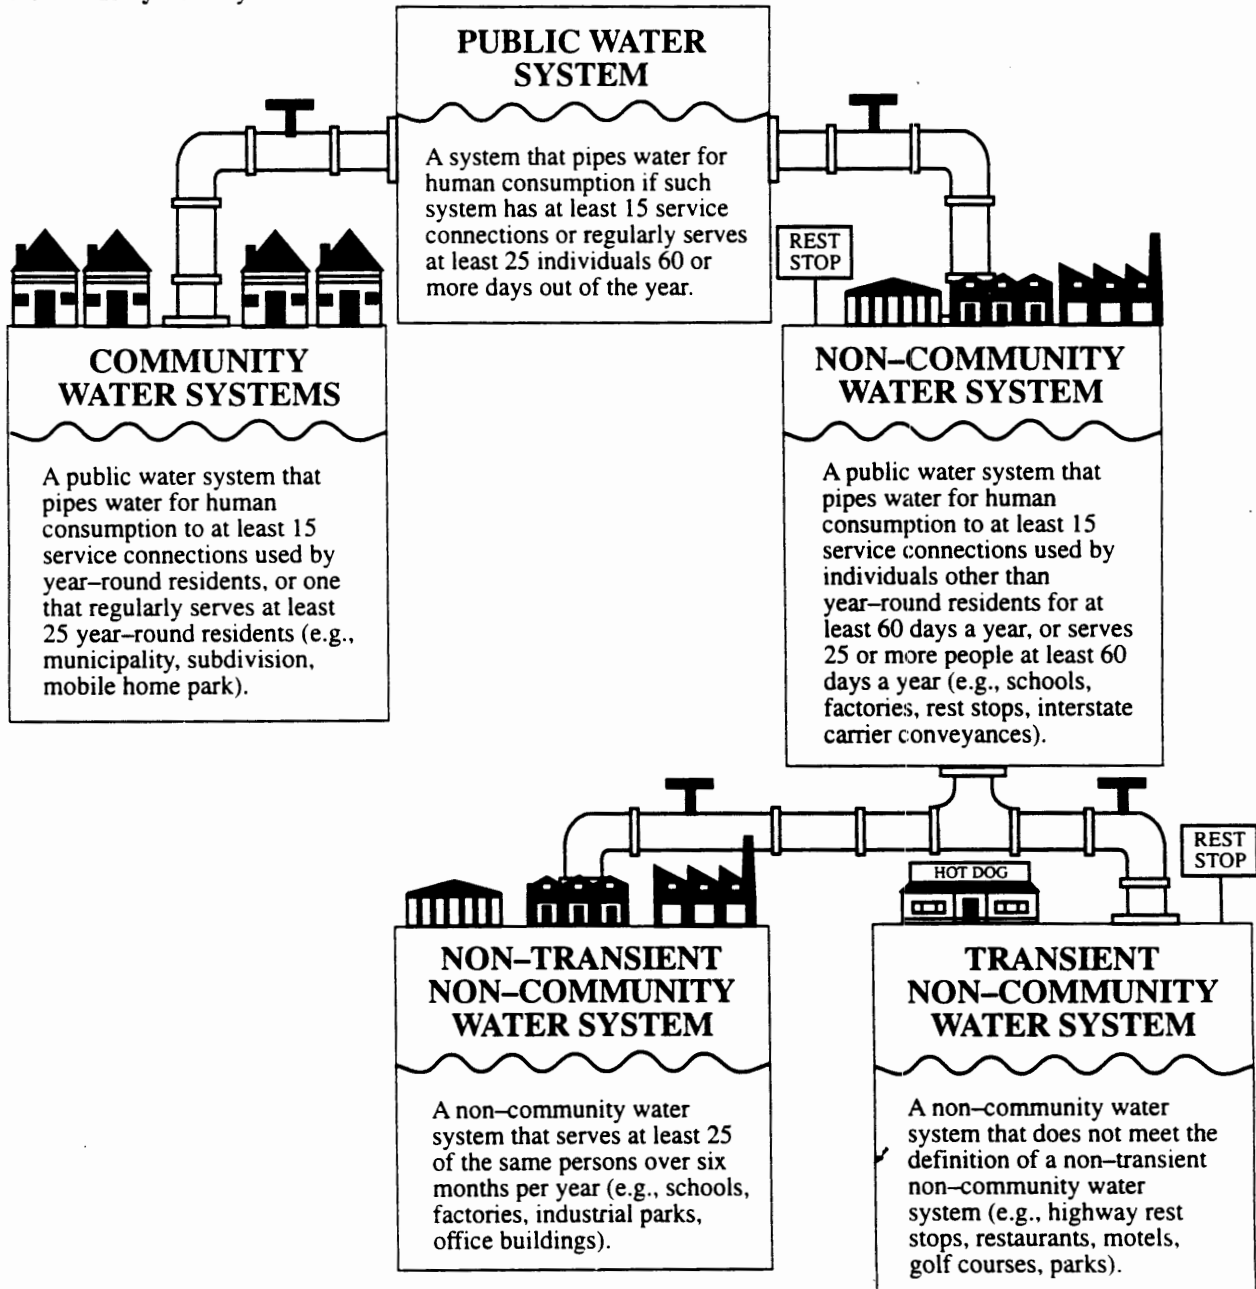 PUBLIC WATER
SYSTEM
A system that pipes water for
human consumption if such
system has at least 15 service
connections or regularly serves
at least 25 individuals 60 or
more days out of the year.
COMMUNITY
WATER SYSTEMS
A public water system that
pipes water for human
consumption to at least 15
service connections used by
year–round residents, or one
that regularly serves at least
25 year–round residents (e.g.,
municipality, subdivision,
mobile home park).
REST
STOP
NON–COMMUNITY
WATER SYSTEM
A public water system that
pipes water for human
consumption to at least 15
service connections used by
individuals other than
year–round residents for at
least 60 days a year, or serves
25 or more people at least 60
days a year (e.g., schools,
factories, rest stops, interstate
carrier conveyances).
NON–TRANSIENT
NON–COMMUNITY
WATER SYSTEM
A non–community water
system that serves at least 25
of the same persons over six
months per year (e.g., schools,
factories, industrial parks,
office buildings).
HOT DOG
REST
STOP
TRANSIENT
NON–COMMUNITY
WATER SYSTEM
A non–community water
system that does not meet the
definition of a non–transient
non–community water
system (e.g., highway rest
stops, restaurants, motels,
golf courses, parks).